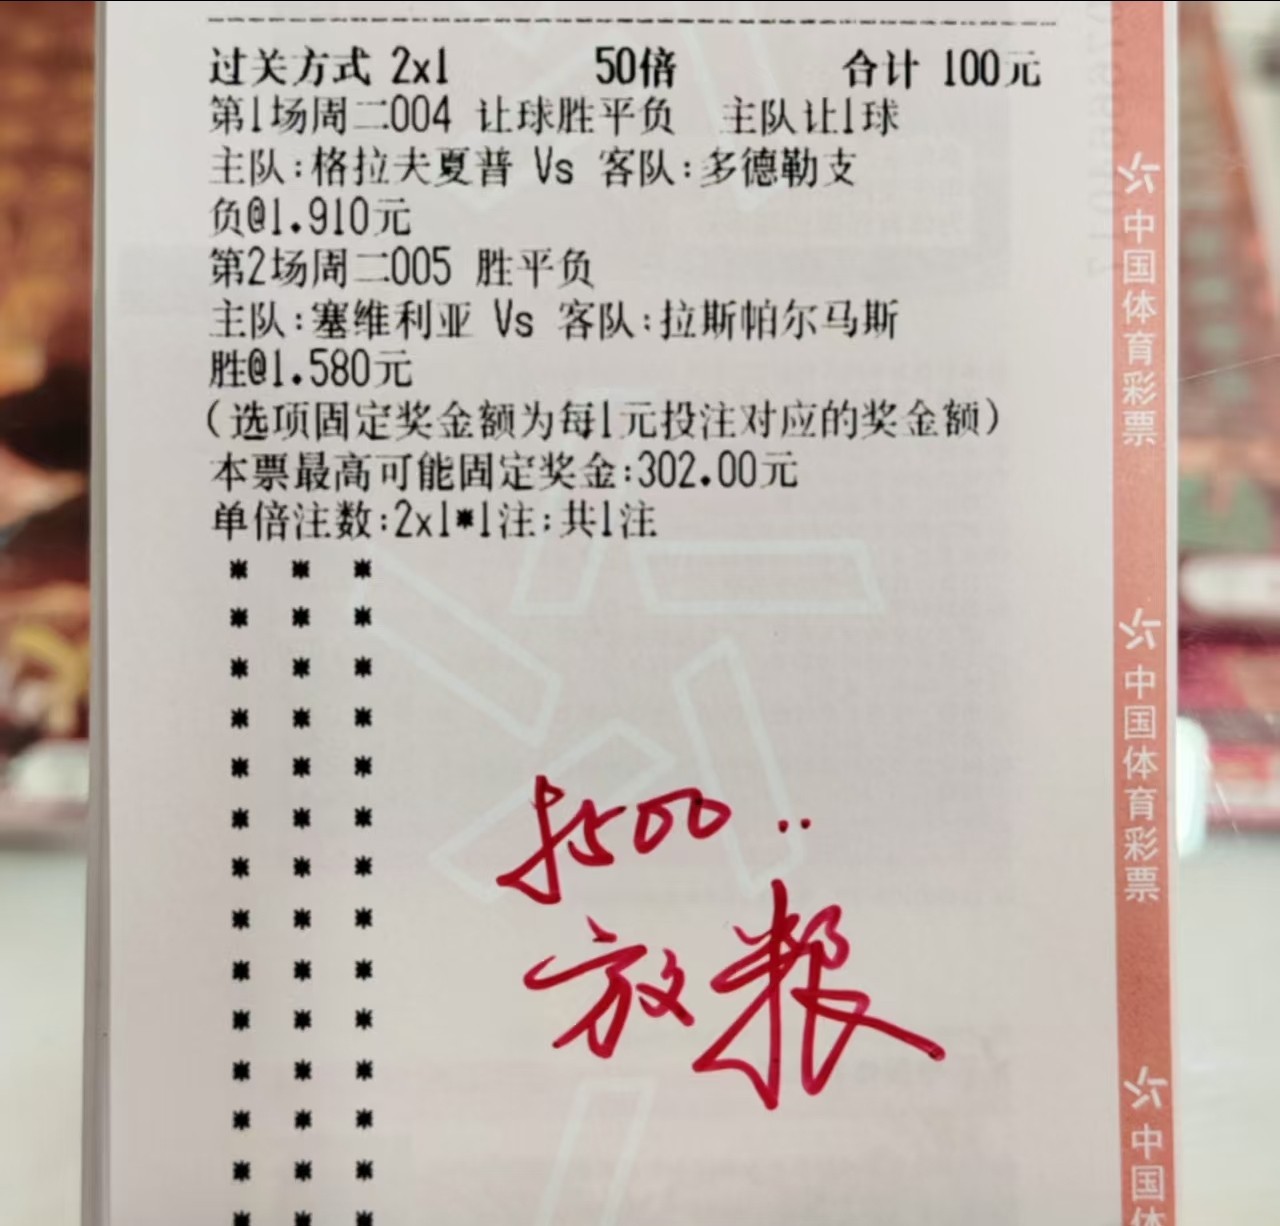 过关方式 2x1 50倍 合计 100元
第1场周二004 让球胜平负 主队让1球
主队:格拉夫夏普 Vs 客队:多德勒支
负@1.910元
第2场周二005 胜平负
主队:塞维利亚 Vs 客队:拉斯帕尔马斯
胜@1.580元
(选项固定奖金额为每1元投注对应的奖金额)
本票最高可能固定奖金:302.00元
单倍注数:2x1*1注;共1注
* * *
* * *
* * *
* * *
* * *
* * *
* * *
* * *
* * *
* * *
* * *
* * *
* * *
* * *
500..
放粮
中国体育彩票
中国体育彩票
中国体